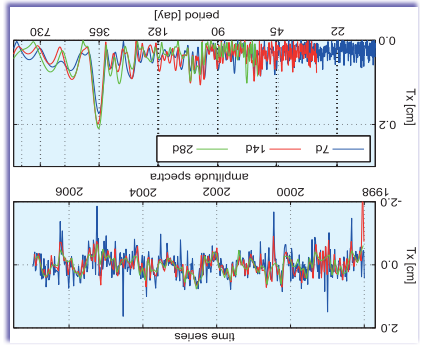 time series
Tx [cm]
2.0
0.0
-2.0
1998 2000 2002 2004 2006
amplitude spectra
7d 14d 28d
Tx [cm]
0.2
0.0
22 45 90 182 365 730
period [day]